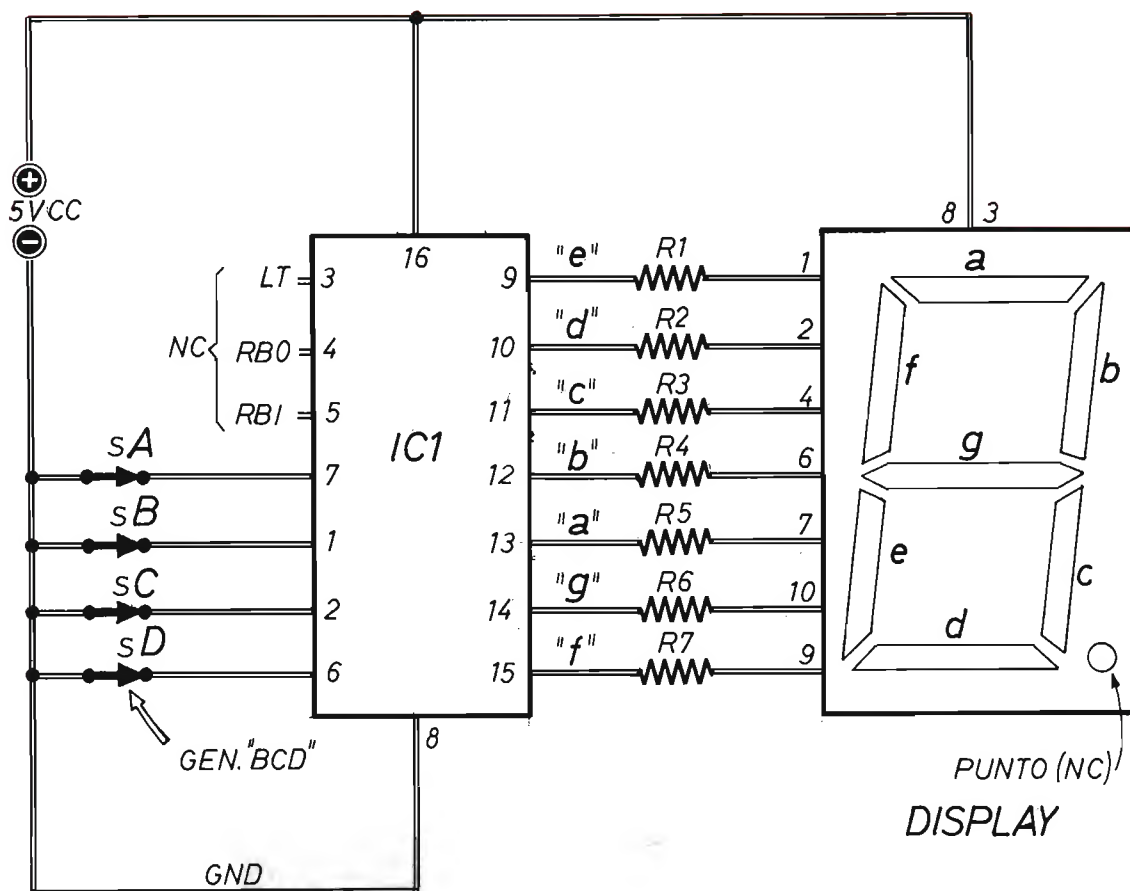 8 3
5VCC
16
LT 3
NC
RB0 4
RB1 5
IC1
sA
7
sB
1
sC
2
sD
6
9 "e" R1 1
10 "d" R2 2
11 "c" R3 4
12 "b" R4 6
13 "a" R5 7
14 "g" R6 10
15 "f" R7 9
a
f
b
g
e
c
d
8
GEN. "BCD"
PUNTO (NC)
DISPLAY
GND